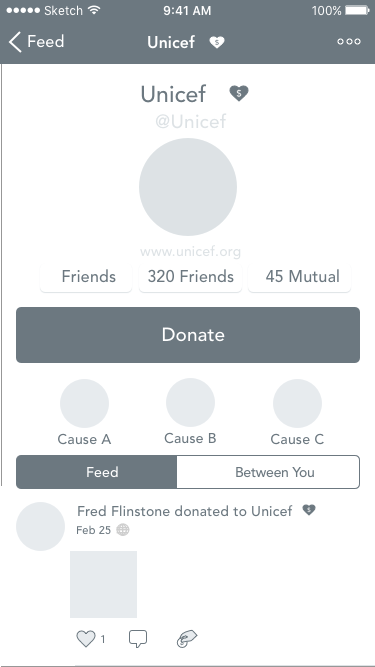 Sketch 9:41 AM 100%
Feed Unicef $
Unicef $
@Unicef
www.unicef.org
Friends 320 Friends 45 Mutual
Donate
Cause A Cause B Cause C
Feed Between You
Fred Flinstone donated to Unicef $
Feb 25
1